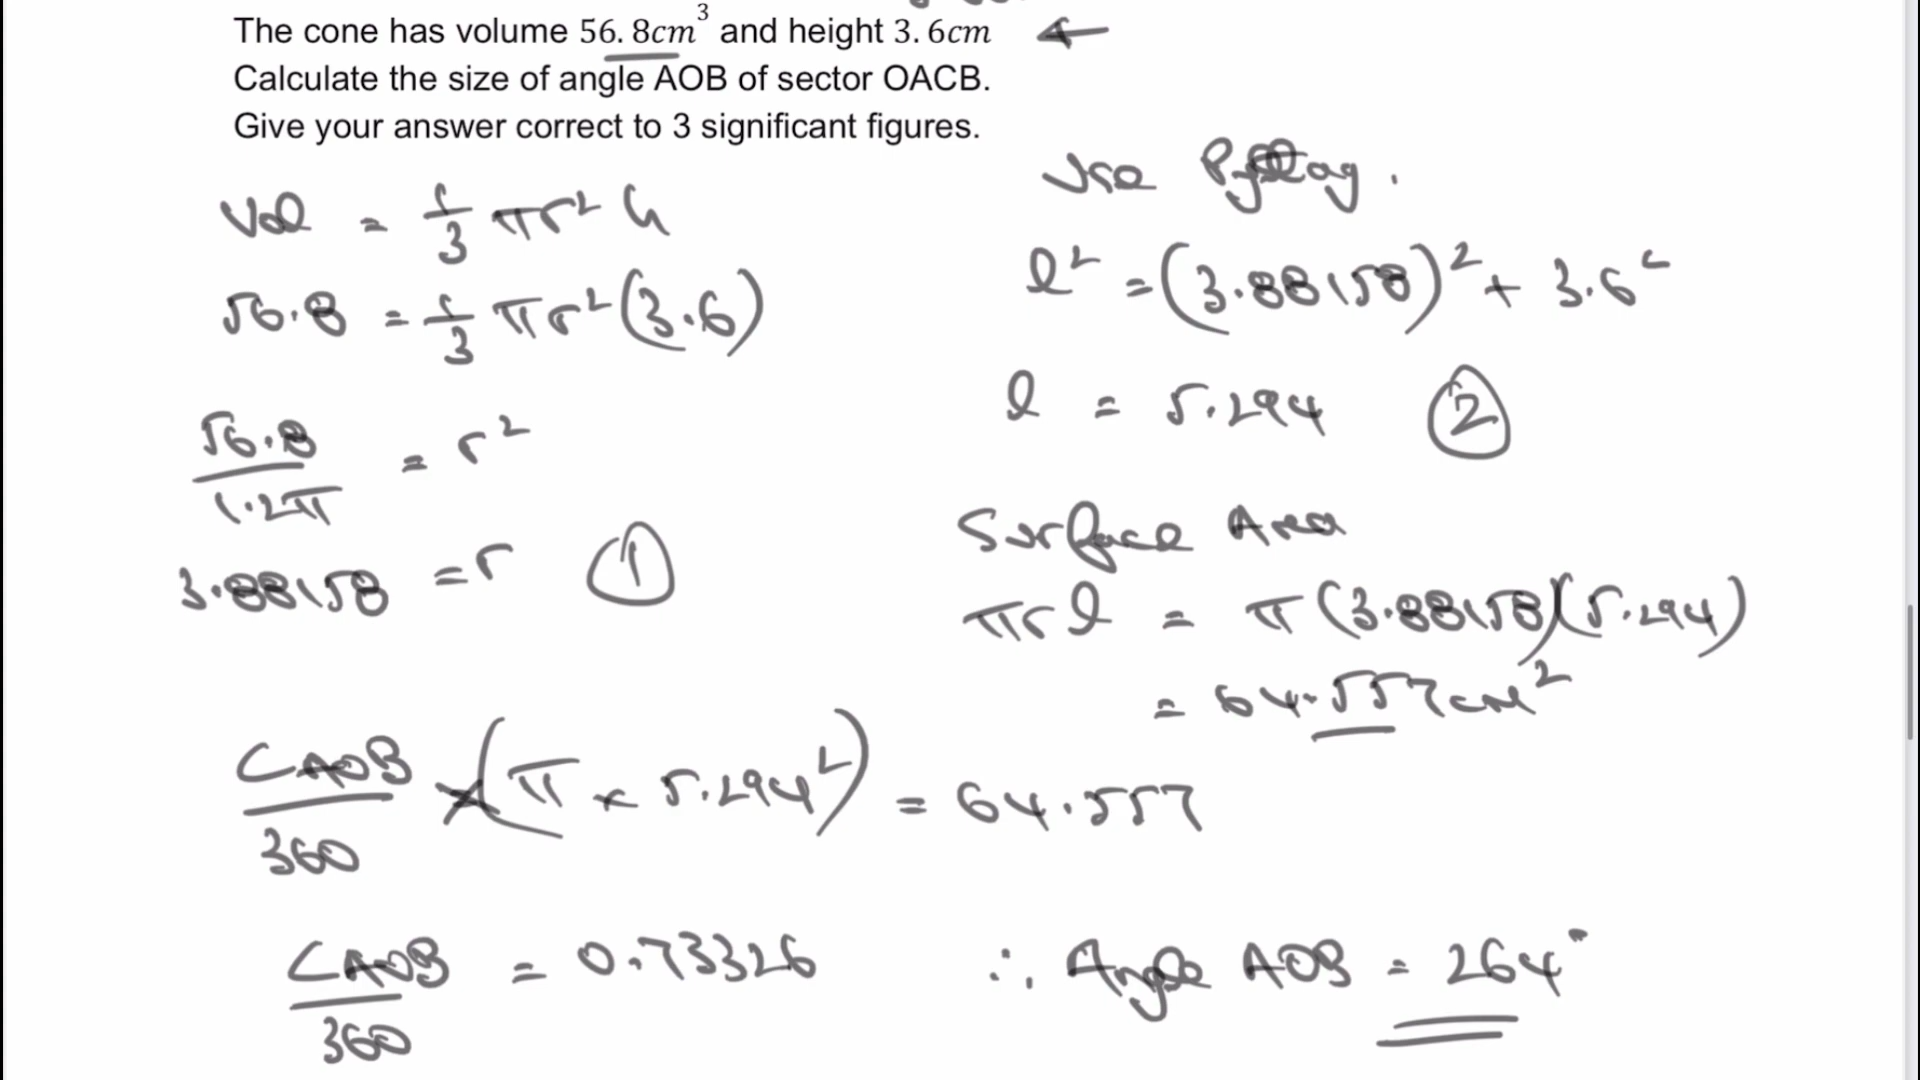 The cone has volume 56.8cm³ and height 3.6cm ←
Calculate the size of angle AOB of sector OACB.
Give your answer correct to 3 significant figures.
Vol = 1/3 πr² h
56.8 = 1/3 πr² (3.6)
56.8/1.2π = r²
3.88158 = r ①
Use Pythag.
l² = (3.88158)² + 3.6²
l = 5.294 ②
Surface Area
πrl = π(3.88158)(5.294)
= 64.557cm²
∠AOB/360 × (π × 5.294²) = 64.557
∠AOB/360 = 0.73326
∴ Angle AOB = 264°